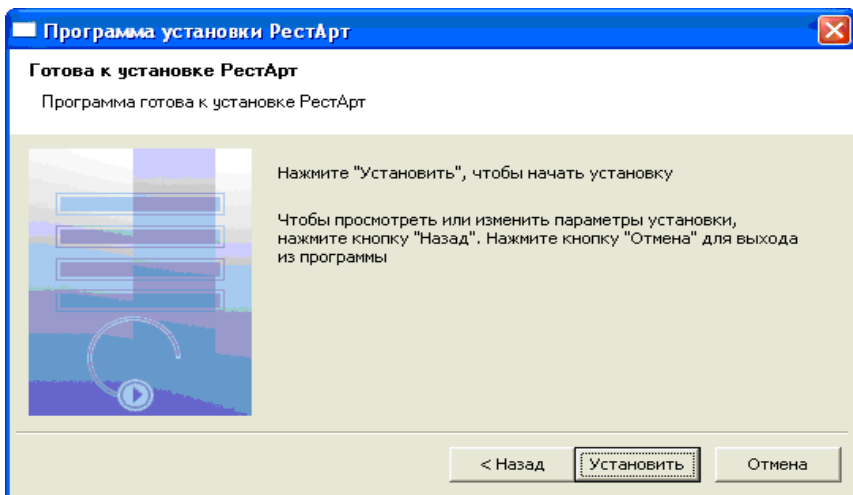 Программа установки РестАрт
Готова к установке РестАрт
Программа готова к установке РестАрт
Нажмите "Установить", чтобы начать установку
Чтобы просмотреть или изменить параметры установки,
нажмите кнопку "Назад". Нажмите кнопку "Отмена" для выхода
из программы
< Назад
Установить
Отмена